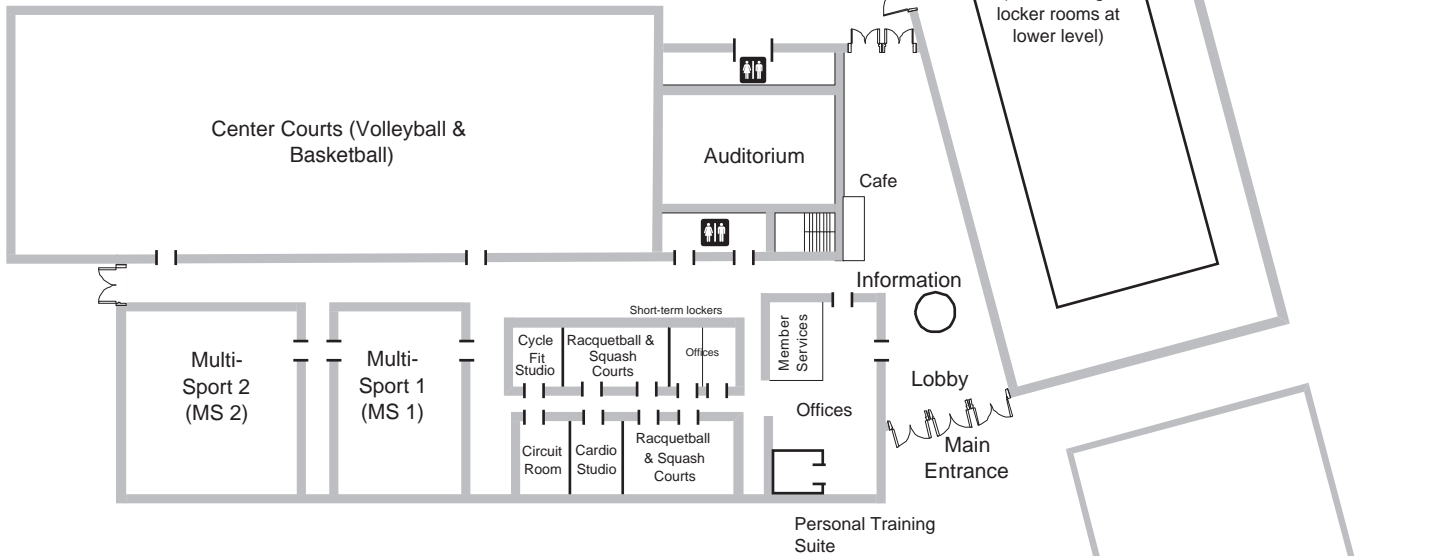 locker rooms at
lower level)
Center Courts (Volleyball &
Basketball)
Auditorium
Cafe
Information
Short-term lockers
Multi-
Sport 2
(MS 2)
Multi-
Sport 1
(MS 1)
Cycle
Fit
Studio
Racquetball &
Squash
Courts
Offices
Member
Services
Lobby
Offices
Circuit
Room
Cardio
Studio
Racquetball
& Squash
Courts
Main
Entrance
Personal Training
Suite